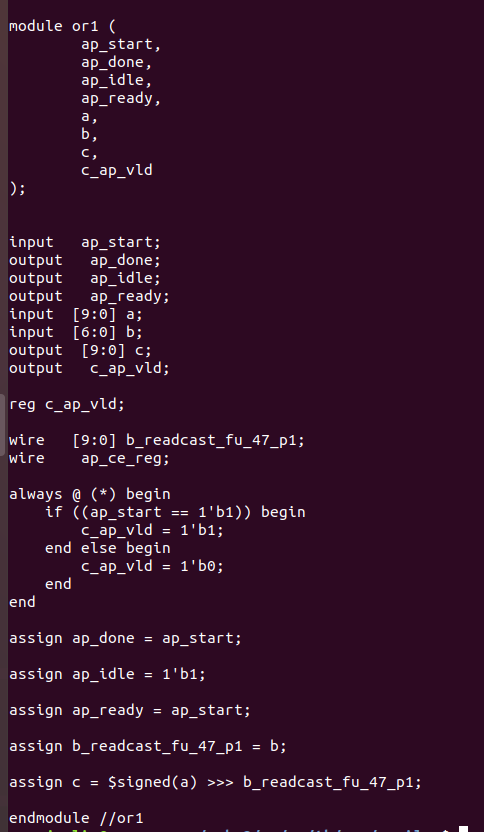 module or1 (
        ap_start,
        ap_done,
        ap_idle,
        ap_ready,
        a,
        b,
        c,
        c_ap_vld
);
input   ap_start;
output   ap_done;
output   ap_idle;
output   ap_ready;
input  [9:0] a;
input  [6:0] b;
output  [9:0] c;
output   c_ap_vld;
reg c_ap_vld;
wire   [9:0] b_readcast_fu_47_p1;
wire    ap_ce_reg;
always @ (*) begin
    if ((ap_start == 1'b1)) begin
        c_ap_vld = 1'b1;
    end else begin
        c_ap_vld = 1'b0;
    end
end
assign ap_done = ap_start;
assign ap_idle = 1'b1;
assign ap_ready = ap_start;
assign b_readcast_fu_47_p1 = b;
assign c = $signed(a) >>> b_readcast_fu_47_p1;
endmodule //or1